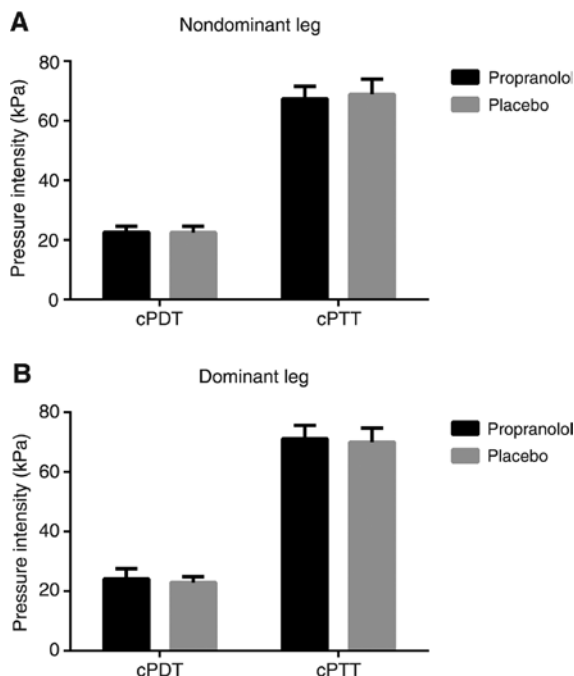 A
Nondominant leg
Pressure intensity (kPa)
80
60
40
20
0
cPDT
cPTT
Propranolol
Placebo
B
Dominant leg
Pressure intensity (kPa)
80
60
40
20
0
cPDT
cPTT
Propranolol
Placebo